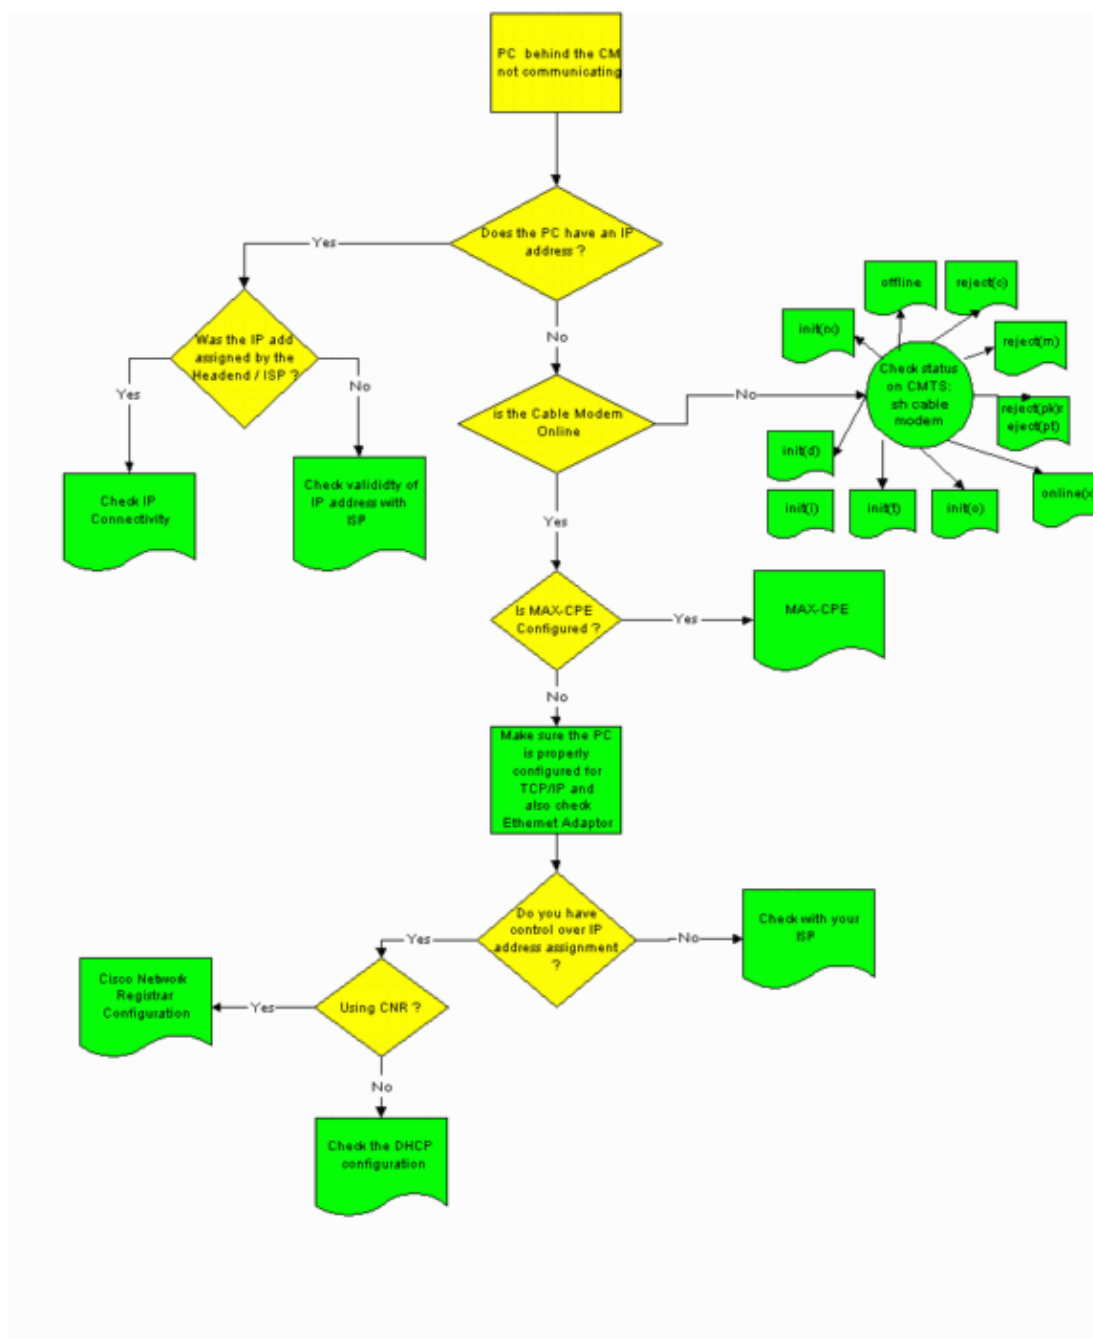 PC behind the CM
not communicating
Does the PC have an IP
address ?
Yes
No
Was the IP add
assigned by the
Headend / ISP ?
Yes
No
Check IP
Connectivity
Check valididty of
IP address with
ISP
is the Cable Modem
Online
No
Yes
Check status
on CMTS:
sh cable
modem
offline
reject(c)
init(rc)
reject(m)
reject(pk)r
eject(pt)
init(d)
init(i)
init(t)
init(o)
online(x
Is MAX-CPE
Configured ?
Yes
MAX-CPE
No
Make sure the PC
is properly
configured for
TCP/IP and
also check
Ethernet Adaptor
Do you have
control over IP
address assignment
?
Yes
No
Check with your
ISP
Using CNR ?
Yes
Cisco Network
Registrar
Configuration
No
Check the DHCP
configuration